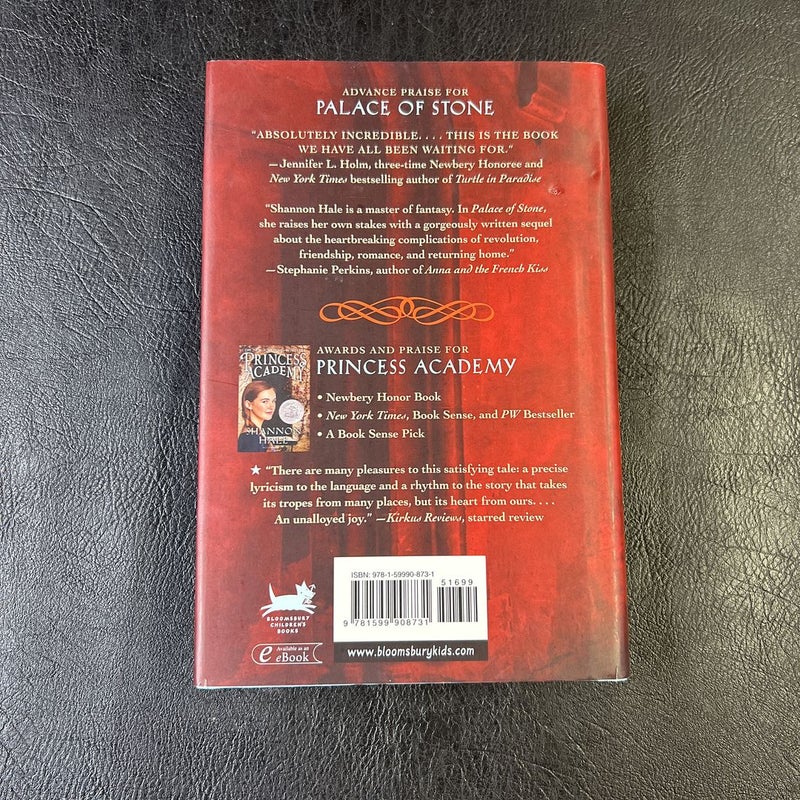 ADVANCE PRAISE FOR
PALACE OF STONE
“ABSOLUTELY INCREDIBLE. . . . THIS IS THE BOOK
WE HAVE ALL BEEN WAITING FOR.”
—Jennifer L. Holm, three-time Newbery Honoree and
New York Times bestselling author of Turtle in Paradise
“Shannon Hale is a master of fantasy. In Palace of Stone,
she raises her own stakes with a gorgeously written sequel
about the heartbreaking complications of revolution,
friendship, romance, and returning home.”
—Stephanie Perkins, author of Anna and the French Kiss
PRINCESS
ACADEMY
SHANNON
HALE
AWARDS AND PRAISE FOR
PRINCESS ACADEMY
• Newbery Honor Book
• New York Times, Book Sense, and PW Bestseller
• A Book Sense Pick
★ “There are many pleasures to this satisfying tale: a precise
lyricism to the language and a rhythm to the story that takes
its tropes from many places, but its heart from ours. . . .
An unalloyed joy.” —Kirkus Reviews, starred review
BLOOMSBURY
CHILDREN'S
BOOKS
e Available as an
eBook
ISBN: 978-1-59990-873-1
51699
9 781599 908731
www.bloomsburykids.com